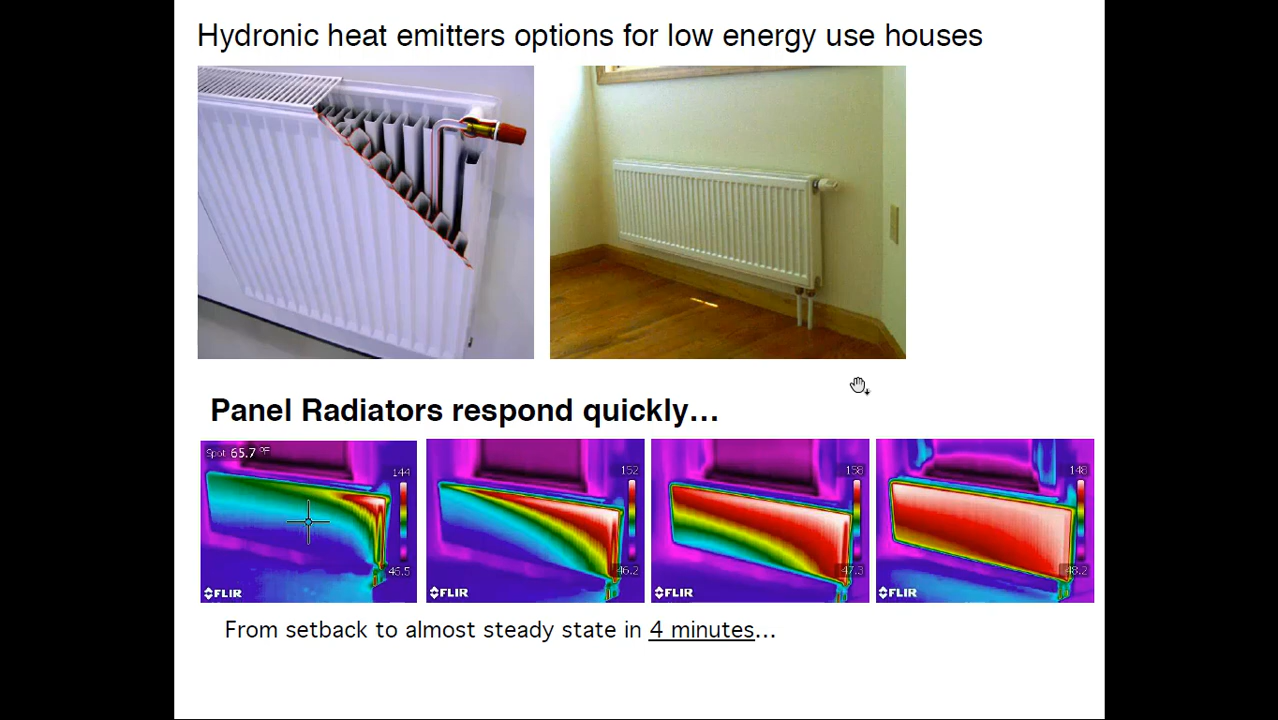 Hydronic heat emitters options for low energy use houses
Panel Radiators respond quickly…
Spot 65.7 °F
144
46.5
FLIR
152
46.2
FLIR
158
47.3
FLIR
148
48.2
FLIR
From setback to almost steady state in 4 minutes…